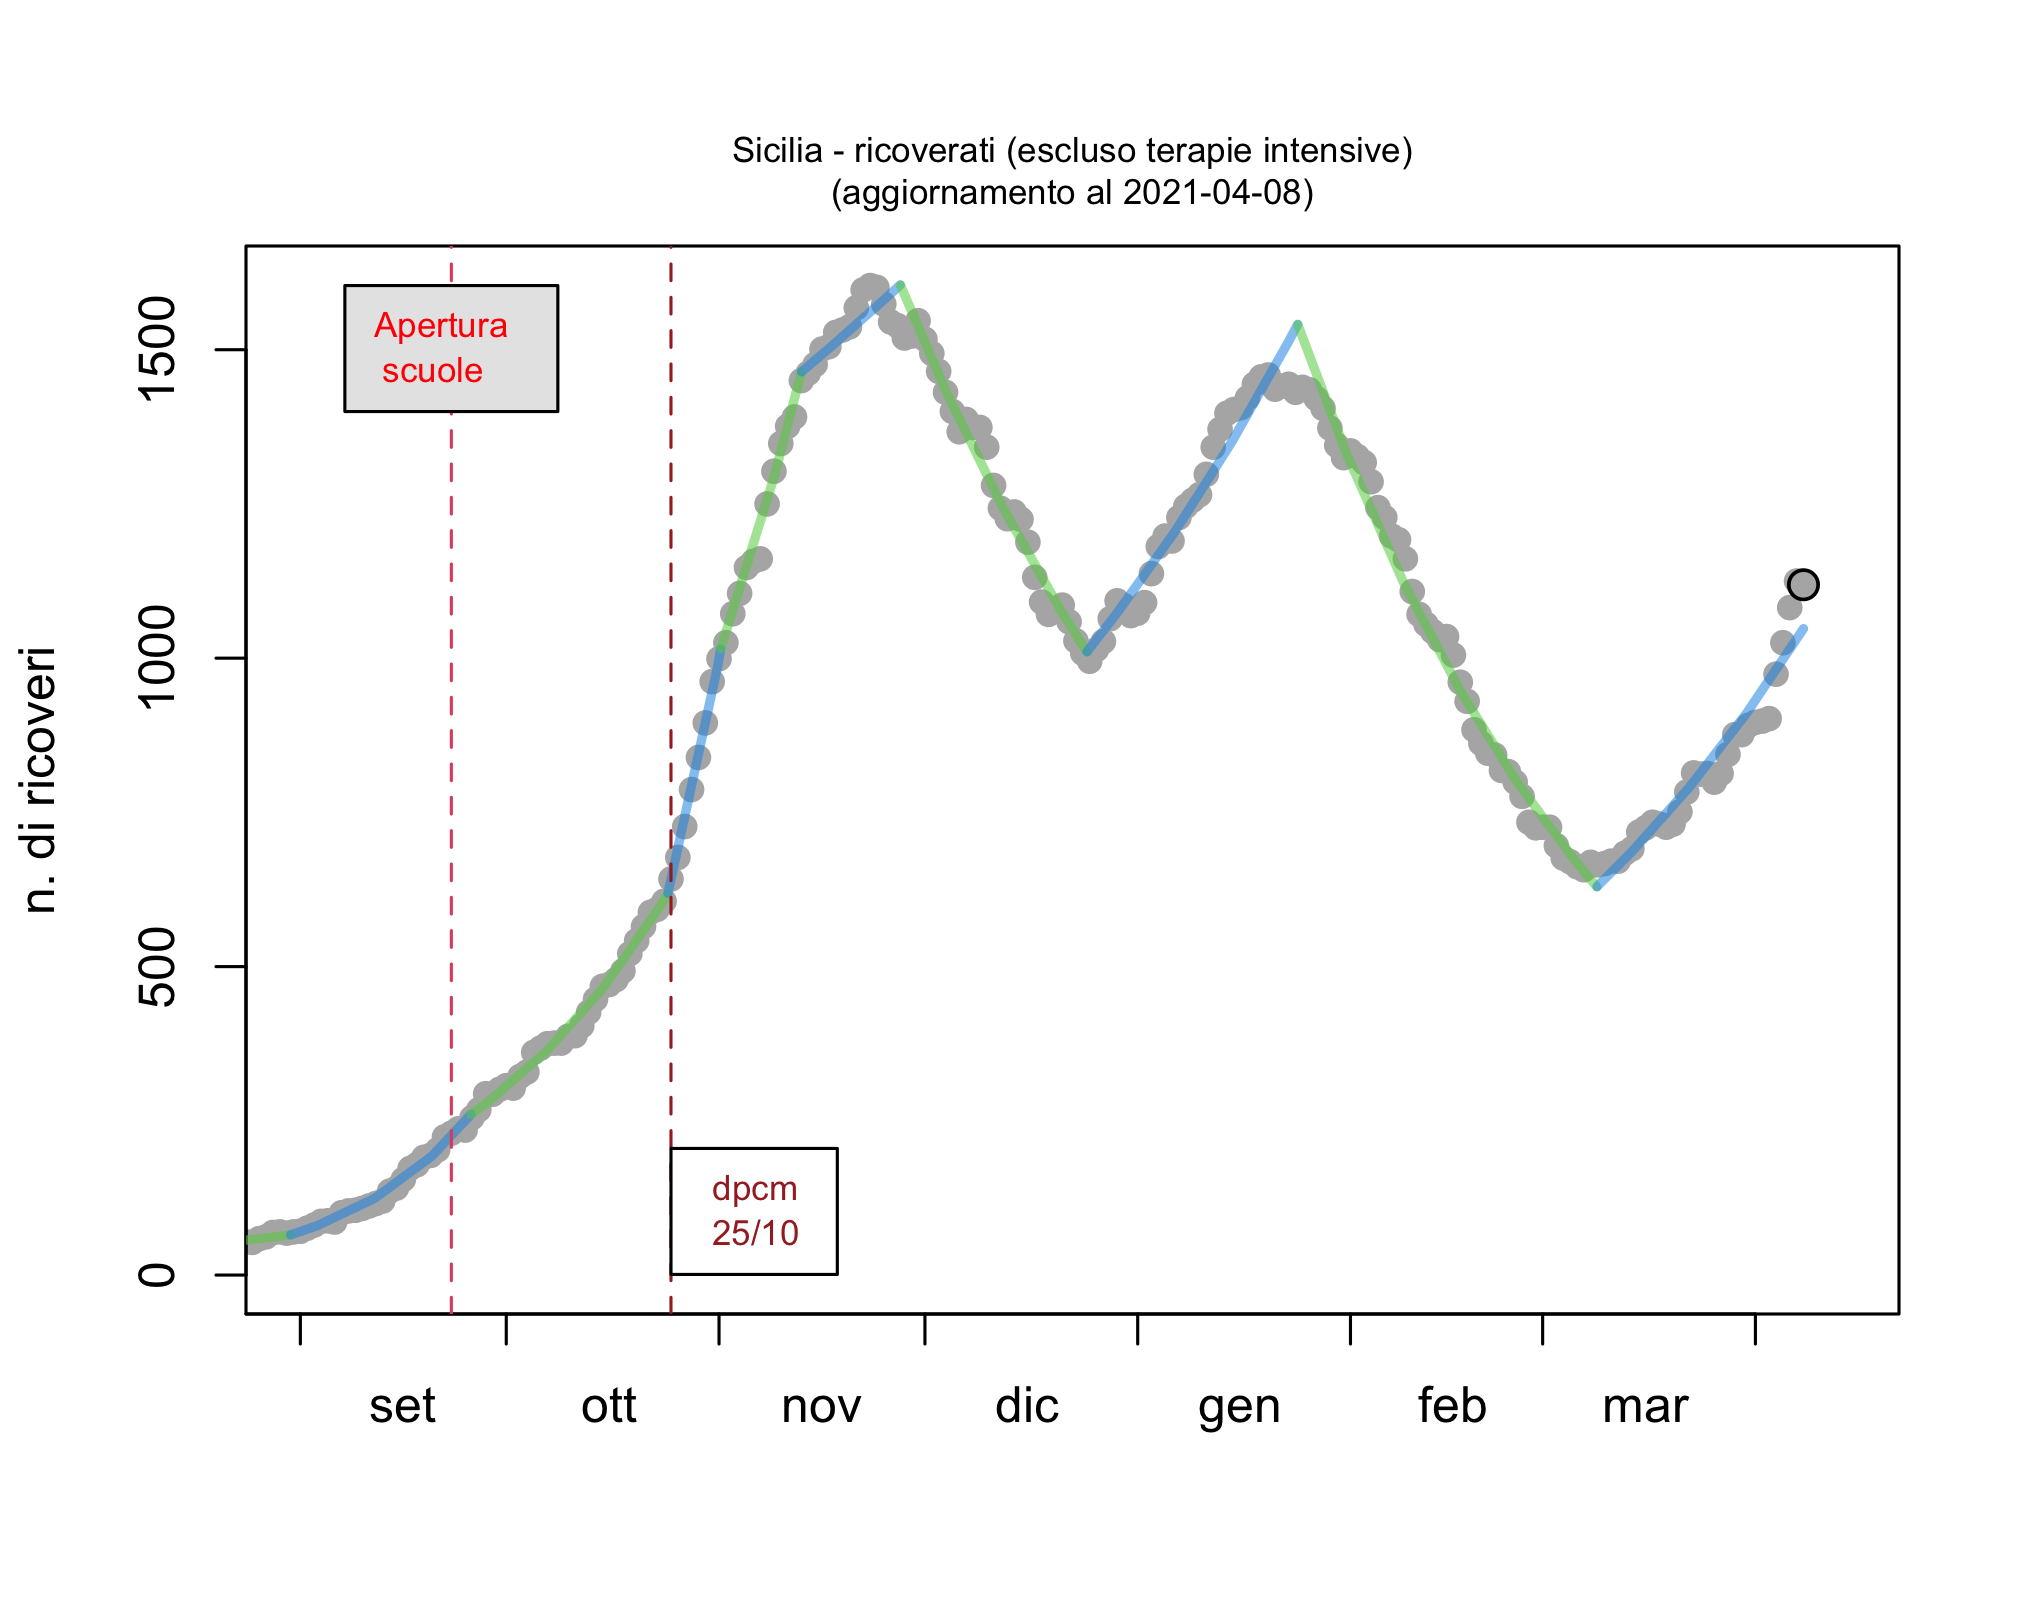 Sicilia - ricoverati (escluso terapie intensive)
(aggiornamento al 2021-04-08)
Apertura
scuole
dpcm
25/10
n. di ricoveri
1500
1000
500
0
set ott nov dic gen feb mar